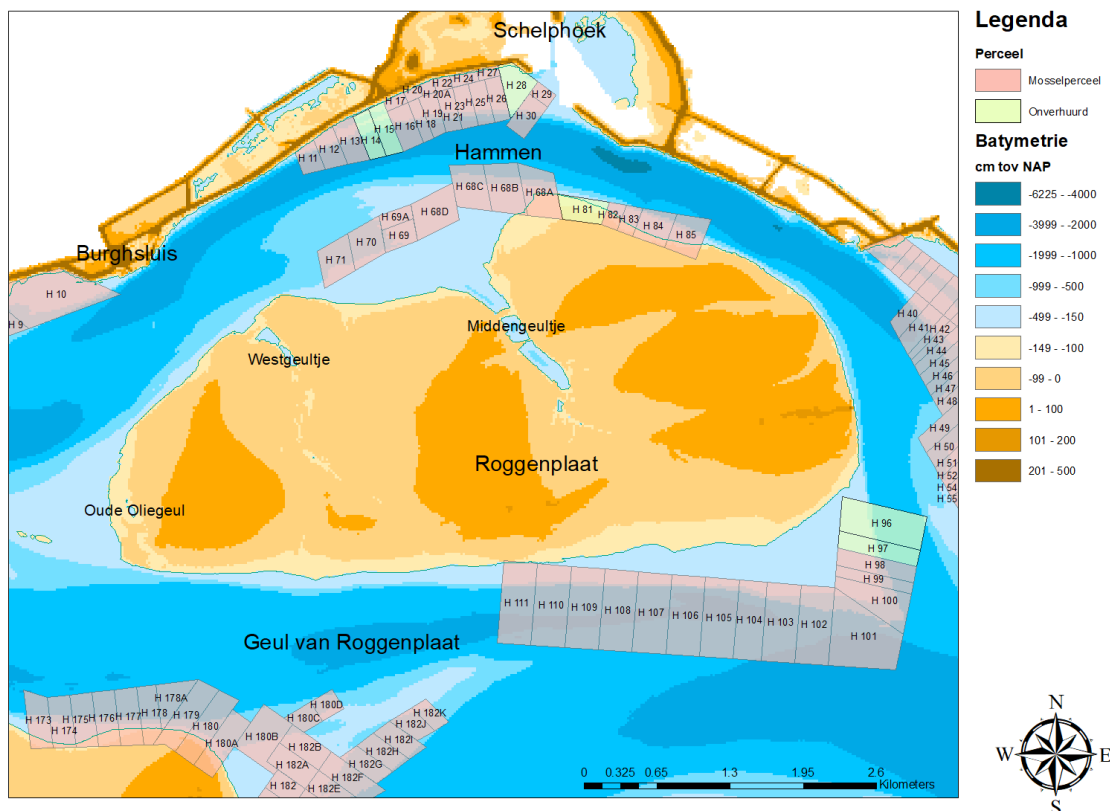 Schelphoek
Hammen
Burghsluis
Middengeultje
Westgeultje
Roggenplaat
Oude Oliegeul
Geul van Roggenplaat
H 9
H 10
H 11
H 12
H 13
H 14
H 15
H 16
H 17
H 18
H 19
H 20
H 20A
H 21
H 22
H 23
H 24
H 25
H 26
H 27
H 28
H 29
H 30
H 68C
H 68B
H 68A
H 68D
H 69A
H 69
H 70
H 71
H 81
H 82
H 83
H 84
H 85
H 40
H 41
H 42
H 43
H 44
H 45
H 46
H 47
H 48
H 49
H 50
H 51
H 52
H 54
H 55
H 96
H 97
H 98
H 99
H 100
H 101
H 111
H 110
H 109
H 108
H 107
H 106
H 105
H 104
H 103
H 102
H 173
H 174
H 175
H 176
H 177
H 178
H 178A
H 179
H 180
H 180A
H 180B
H 180C
H 180D
H 182B
H 182A
H 182
H 182E
H 182F
H 182G
H 182H
H 182I
H 182J
H 182K
0 0.325 0.65 1.3 1.95 2.6
Kilometers
Legenda
Perceel
Mosselperceel
Onverhuurd
Batymetrie
cm tov NAP
-6225 - -4000
-3999 - -2000
-1999 - -1000
-999 - -500
-499 - -150
-149 - -100
-99 - 0
1 - 100
101 - 200
201 - 500
N
W E
S